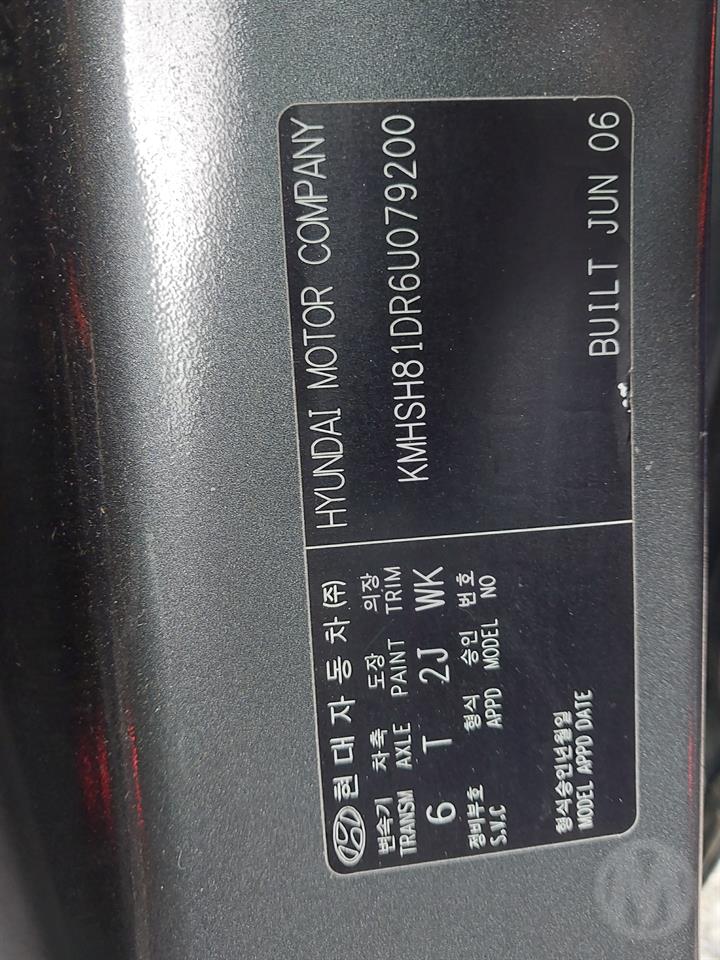 현대자동차(주) HYUNDAI MOTOR COMPANY
변속기 차축 도장 의장
TRANSM AXLE PAINT TRIM
6 T 2J WK
KMHSH81DR6U079200
정비부호 형식 승인 번호
S.V.C APPD MODEL NO
형식승인년월일
MODEL APPD DATE
BUILT JUN 06
M